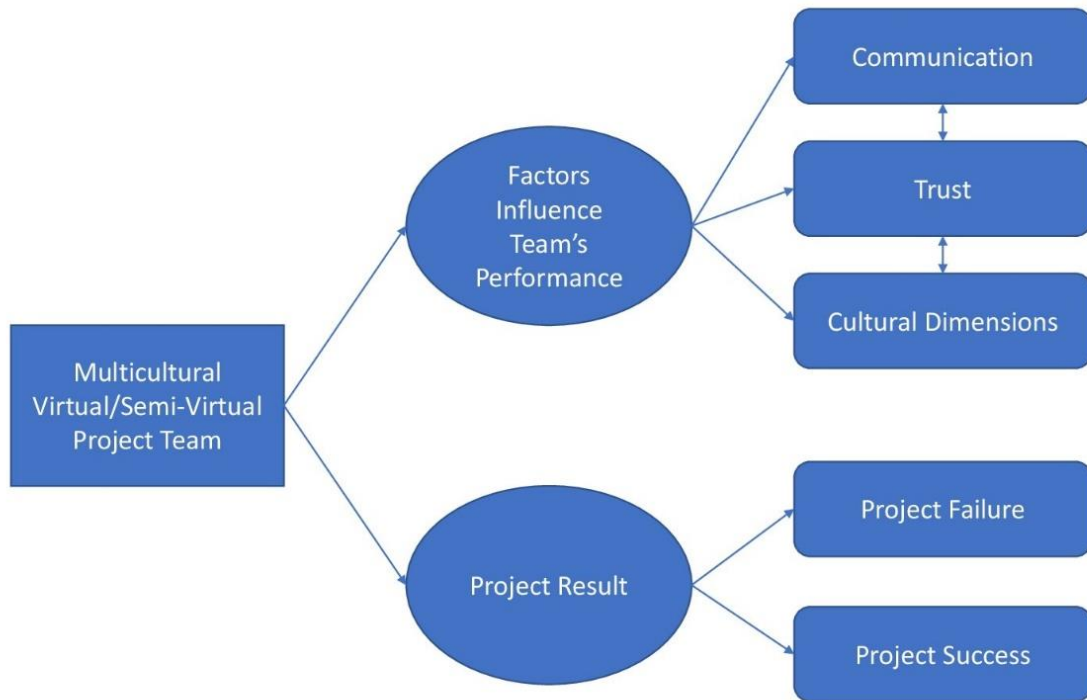 Communication
Factors
Influence
Team’s
Performance
Trust
Cultural Dimensions
Multicultural
Virtual/Semi-Virtual
Project Team
Project Result
Project Failure
Project Success